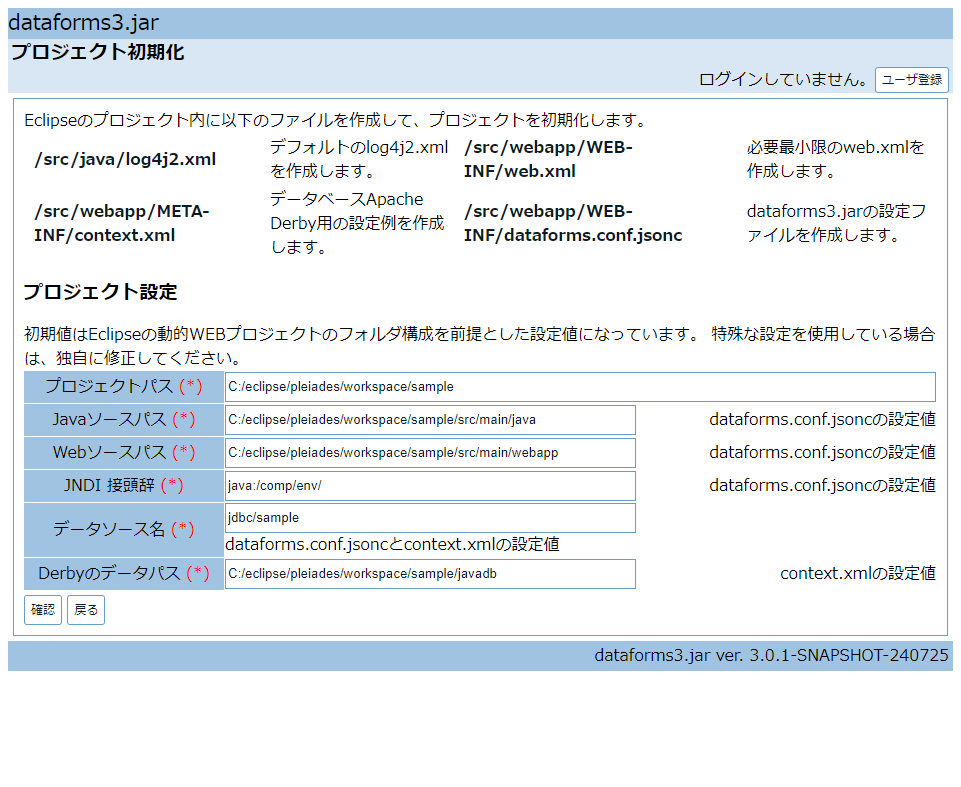 dataforms3.jar
プロジェクト初期化
ログインしていません。 ユーザ登録
Eclipseのプロジェクト内に以下のファイルを作成して、プロジェクトを初期化します。
/src/java/log4j2.xml
デフォルトのlog4j2.xml
を作成します。
/src/webapp/WEB-
INF/web.xml
必要最小限のweb.xmlを
作成します。
/src/webapp/META-
INF/context.xml
データベースApache
Derby用の設定例を作成
します。
/src/webapp/WEB-
INF/dataforms.conf.jsonc
dataforms3.jarの設定フ
ァイルを作成します。
プロジェクト設定
初期値はEclipseの動的WEBプロジェクトのフォルダ構成を前提とした設定値になっています。 特殊な設定を使用している場合
は、独自に修正してください。
プロジェクトパス (*) C:/eclipse/pleiades/workspace/sample
Javaソースパス (*) C:/eclipse/pleiades/workspace/sample/src/main/java dataforms.conf.jsoncの設定値
Webソースパス (*) C:/eclipse/pleiades/workspace/sample/src/main/webapp dataforms.conf.jsoncの設定値
JNDI 接頭辞 (*) java:/comp/env/ dataforms.conf.jsoncの設定値
データソース名 (*) jdbc/sample
dataforms.conf.jsoncとcontext.xmlの設定値
Derbyのデータパス (*) C:/eclipse/pleiades/workspace/sample/javadb context.xmlの設定値
確認 戻る
dataforms3.jar ver. 3.0.1-SNAPSHOT-240725